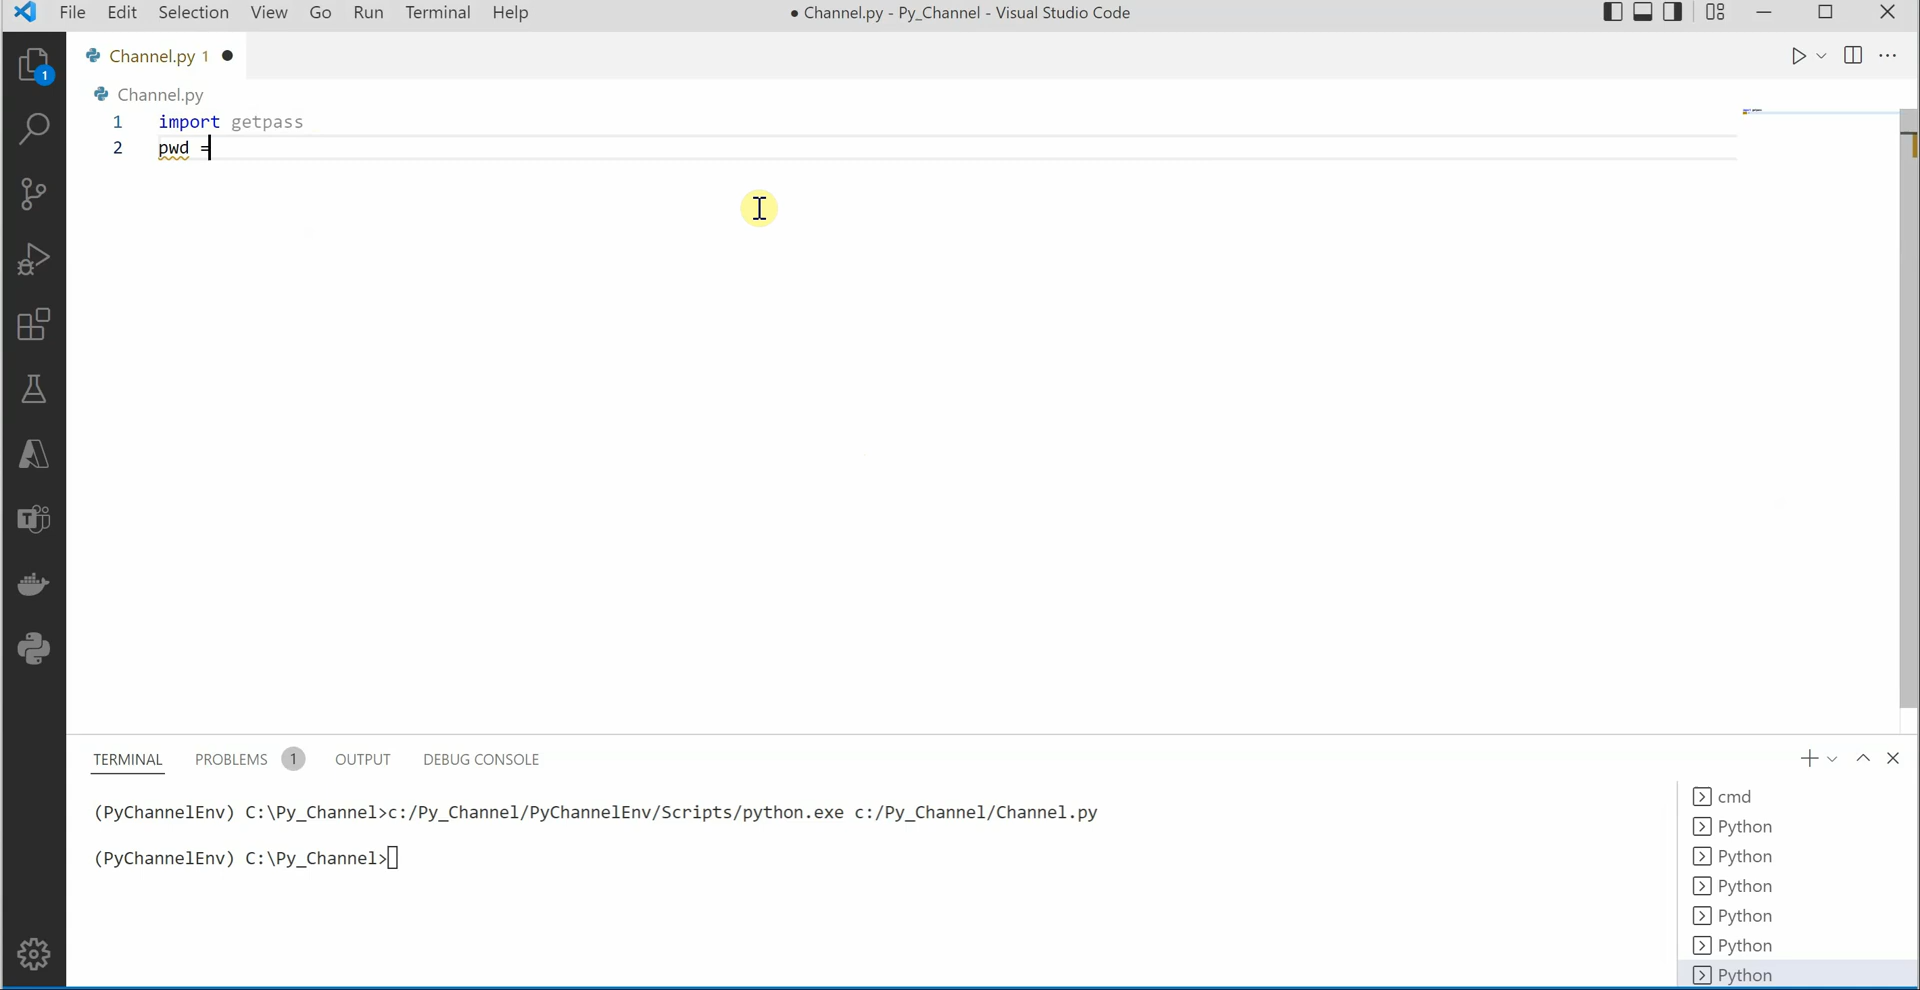 File Edit Selection View Go Run Terminal Help
● Channel.py - Py_Channel - Visual Studio Code
Channel.py 1 ●
1
Channel.py
1 import getpass
2 pwd =
TERMINAL PROBLEMS 1 OUTPUT DEBUG CONSOLE
(PyChannelEnv) C:\Py_Channel>c:/Py_Channel/PyChannelEnv/Scripts/python.exe c:/Py_Channel/Channel.py
(PyChannelEnv) C:\Py_Channel>
cmd
Python
Python
Python
Python
Python
Python